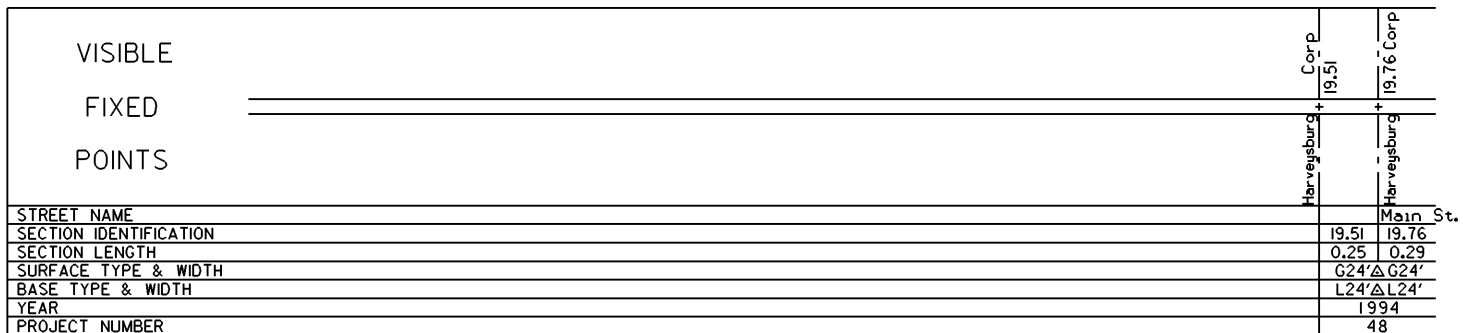 VISIBLE
FIXED
POINTS
Harveysburg Corp
19.51
Harveysburg 19.76 Corp
STREET NAME Main St.
SECTION IDENTIFICATION 19.51 19.76
SECTION LENGTH 0.25 0.29
SURFACE TYPE & WIDTH G24'△G24'
BASE TYPE & WIDTH L24'△L24'
YEAR 1994
PROJECT NUMBER 48